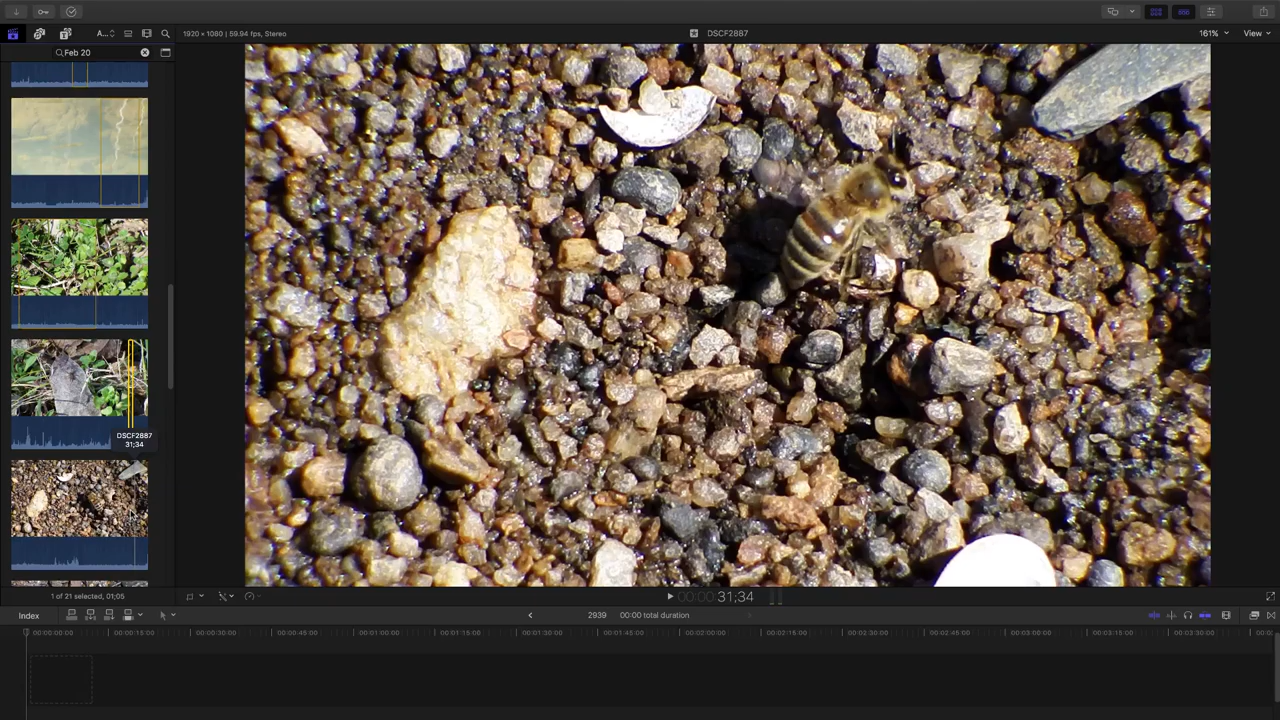 A...
1920 × 1080 | 59.94 fps, Stereo
DSCF2887
161%
View
Feb 20
DSCF2887
31;34
1 of 21 selected, 01;05
00:00:00:31;34
Index
2939
00:00 total duration
00:00:00:00
00:00:15:00
00:00:30:00
00:00:45:00
00:01:00:00
00:01:15:00
00:01:30:00
00:01:45:00
00:02:00:00
00:02:15:00
00:02:30:00
00:02:45:00
00:03:00:00
00:03:15:00
00:03:30:00